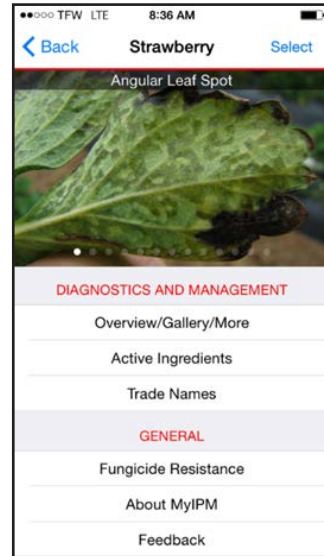 TFW LTE 8:36 AM
Back Strawberry Select
Angular Leaf Spot
DIAGNOSTICS AND MANAGEMENT
Overview/Gallery/More
Active Ingredients
Trade Names
GENERAL
Fungicide Resistance
About MyIPM
Feedback